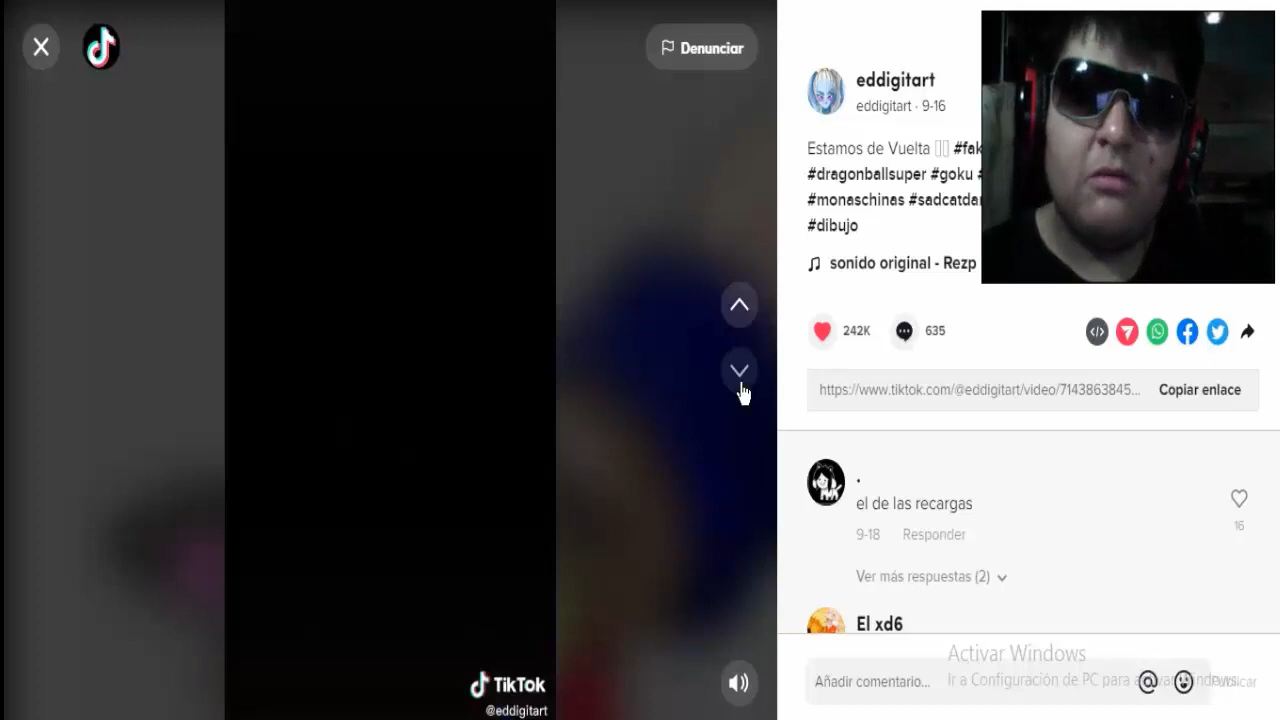 Denunciar
eddigitart
eddigitart · 9-16
Estamos de Vuelta
#dragonballsuper #goku
#monaschinas
#dibujo
sonido original - Rezp
242K
635
https://www.tiktok.com/@eddigitart/video/7143863845...
Copiar enlace
.
el de las recargas
16
9-18 Responder
Ver más respuestas (2)
El xd6
Activar Windows
Añadir comentario...
Ir a Configuración de PC para
TikTok
@eddigitart